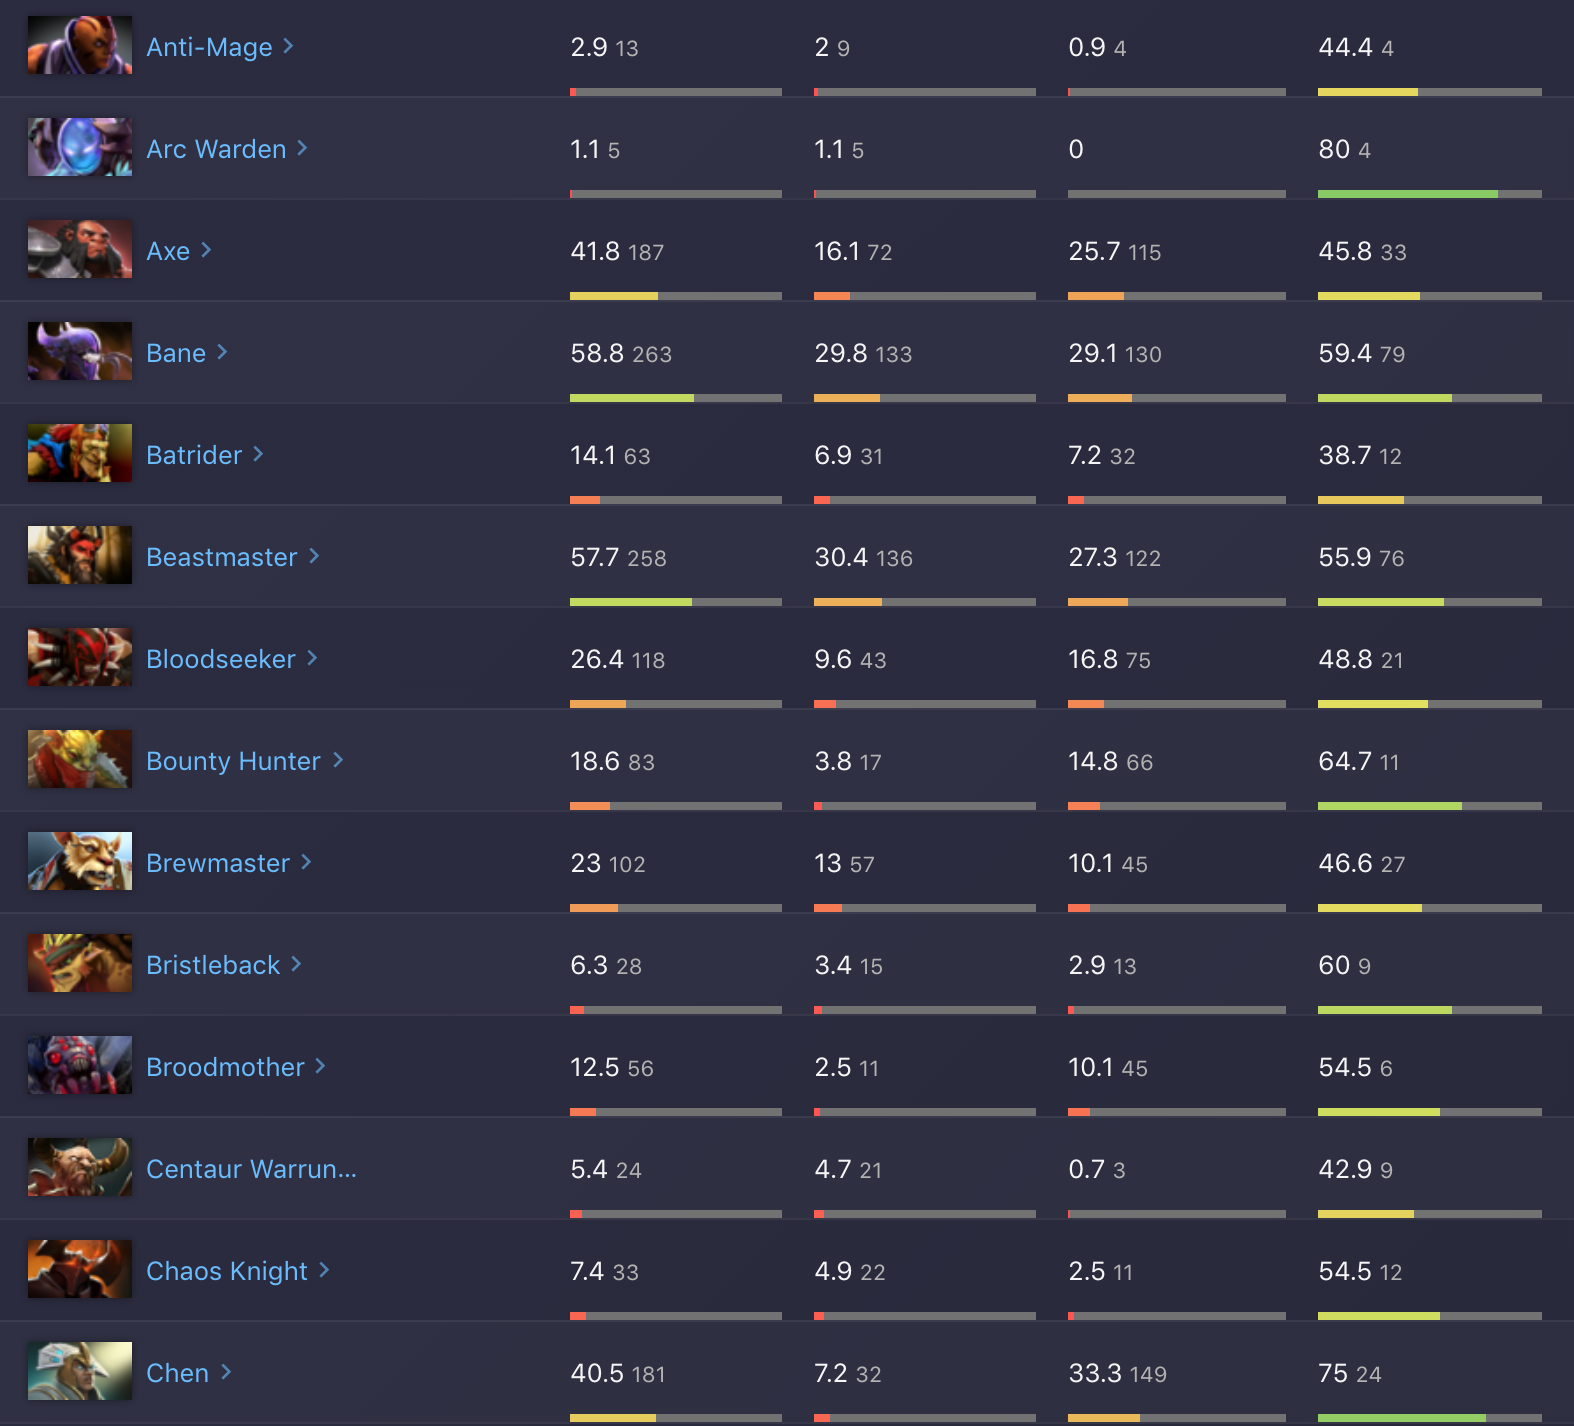 Anti-Mage 2.9 13 2 9 0.9 4 44.4 4
Arc Warden 1.1 5 1.1 5 0 80 4
Axe 41.8 187 16.1 72 25.7 115 45.8 33
Bane 58.8 263 29.8 133 29.1 130 59.4 79
Batrider 14.1 63 6.9 31 7.2 32 38.7 12
Beastmaster 57.7 258 30.4 136 27.3 122 55.9 76
Bloodseeker 26.4 118 9.6 43 16.8 75 48.8 21
Bounty Hunter 18.6 83 3.8 17 14.8 66 64.7 11
Brewmaster 23 102 13 57 10.1 45 46.6 27
Bristleback 6.3 28 3.4 15 2.9 13 60 9
Broodmother 12.5 56 2.5 11 10.1 45 54.5 6
Centaur Warrun... 5.4 24 4.7 21 0.7 3 42.9 9
Chaos Knight 7.4 33 4.9 22 2.5 11 54.5 12
Chen 40.5 181 7.2 32 33.3 149 75 24